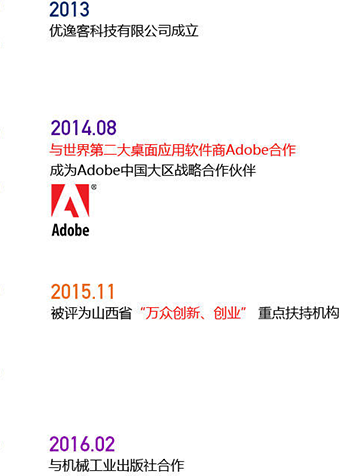 2013
优逸客科技有限公司成立
2014.08
与世界第二大桌面应用软件商Adobe合作
成为Adobe中国大区战略合作伙伴
®
Adobe
2015.11
被评为山西省“万众创新、创业” 重点扶持机构
2016.02
与机械工业出版社合作